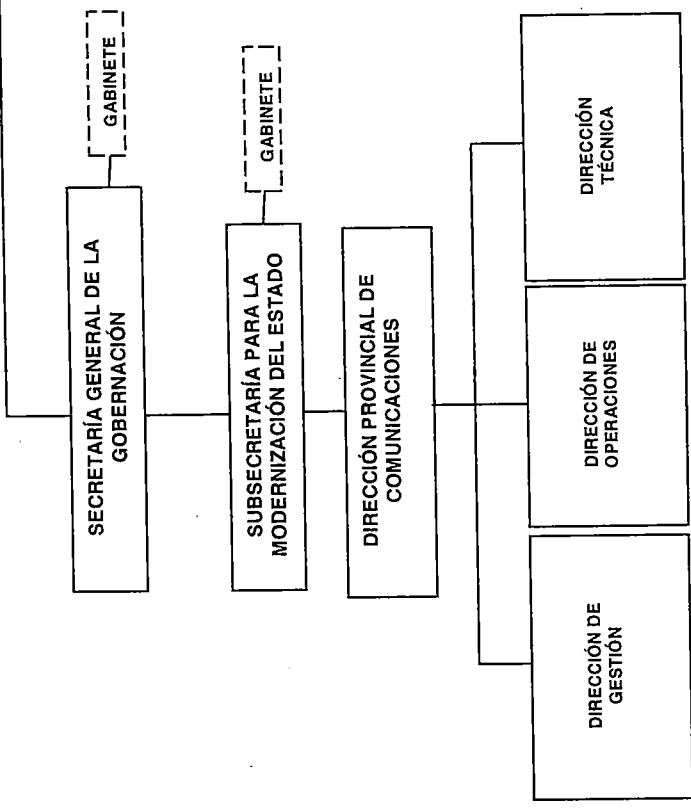 SECRETARÍA GENERAL DE LA
GOBERNACIÓN
GABINETE
SUBSECRETARÍA PARA LA
MODERNIZACIÓN DEL ESTADO
GABINETE
DIRECCIÓN PROVINCIAL DE
COMUNICACIONES
DIRECCIÓN DE
GESTIÓN
DIRECCIÓN DE
OPERACIONES
DIRECCIÓN
TÉCNICA